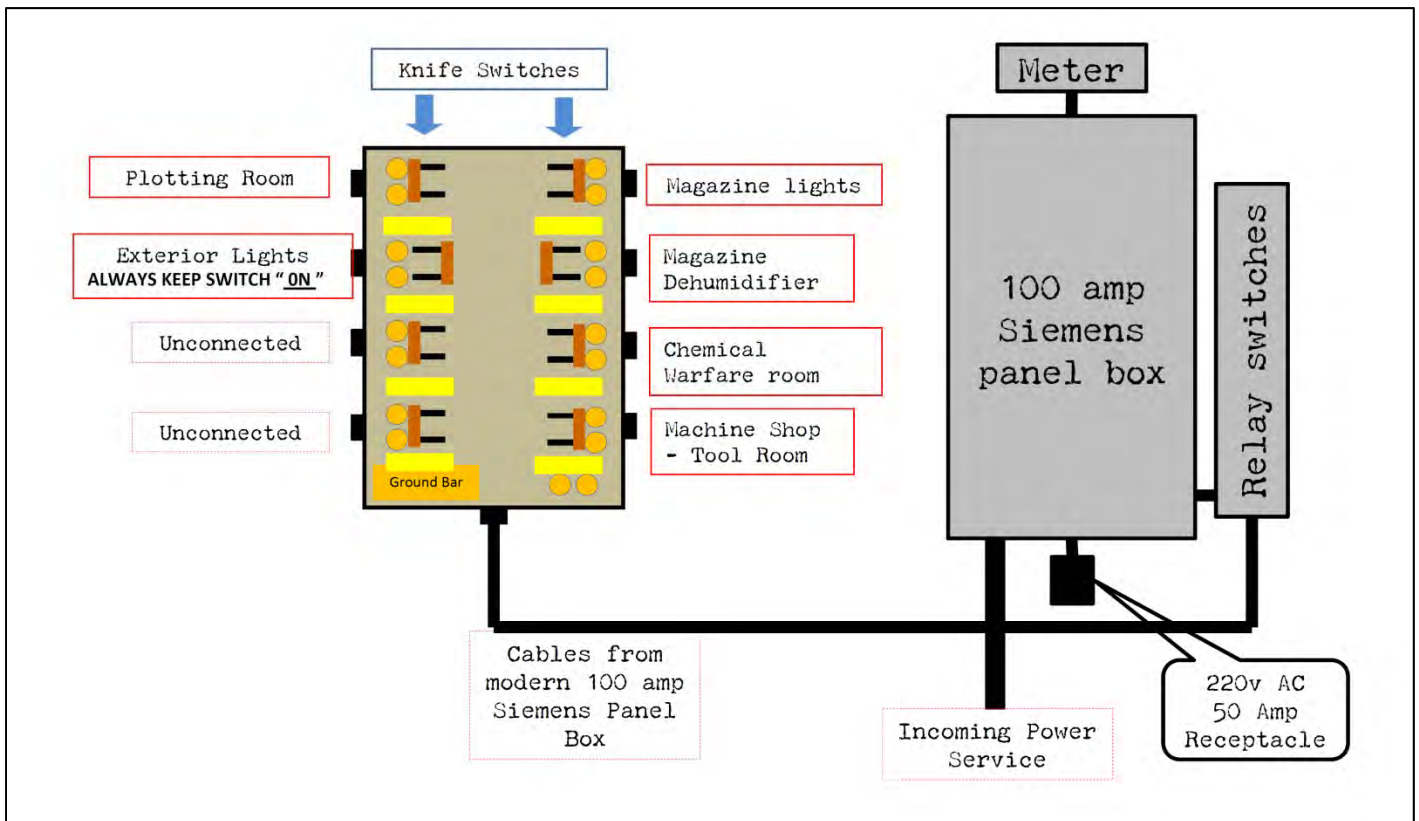 Knife Switches
Meter
Plotting Room
Magazine lights
Exterior Lights
ALWAYS KEEP SWITCH “ ON ”
Magazine
Dehumidifier
Unconnected
Chemical
Warfare room
Unconnected
Machine Shop
- Tool Room
Ground Bar
100 amp
Siemens
panel box
Relay switches
Cables from
modern 100 amp
Siemens Panel
Box
Incoming Power
Service
220v AC
50 Amp
Receptacle